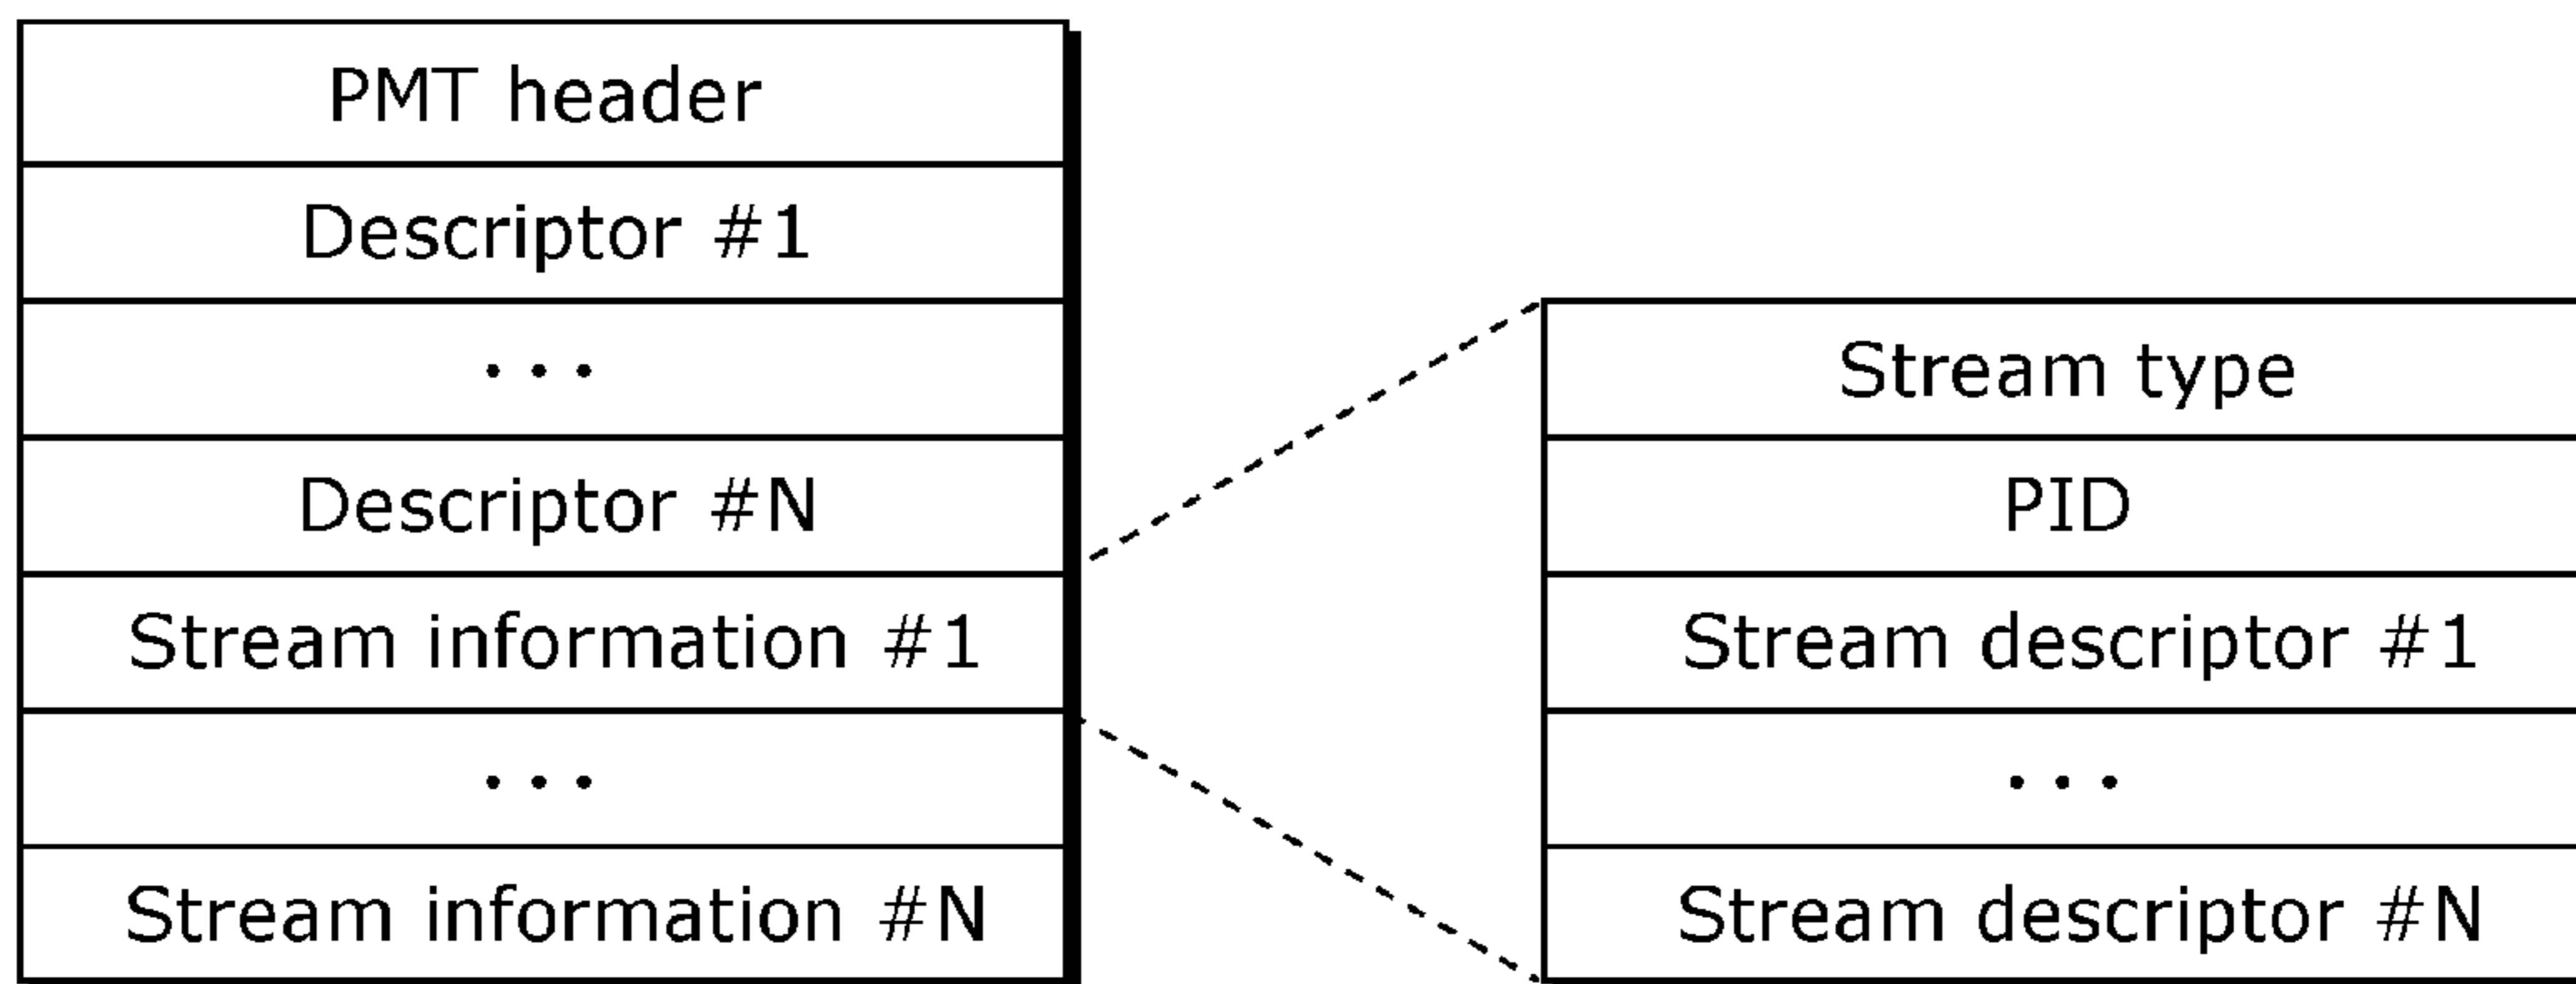 PMT header
Descriptor #1
...
Descriptor #N
Stream information #1
...
Stream information #N
Stream type
PID
Stream descriptor #1
...
Stream descriptor #N